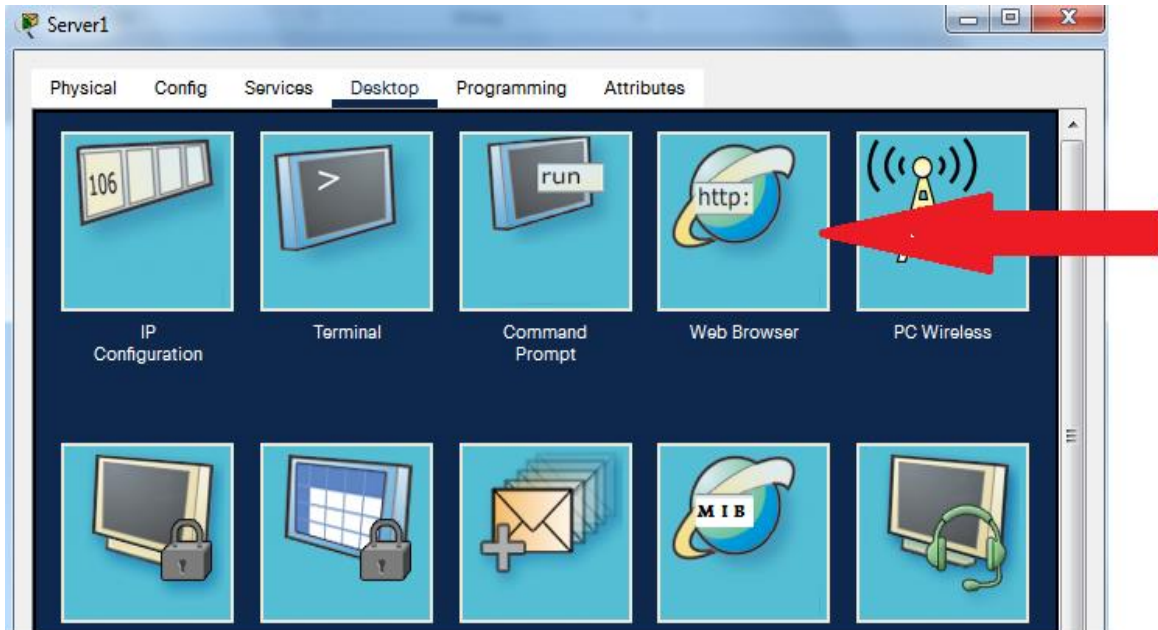 Server1
Physical Config Services Desktop Programming Attributes
106
>
run
http:
IP
Configuration
Terminal
Command
Prompt
Web Browser
PC Wireless
MIB